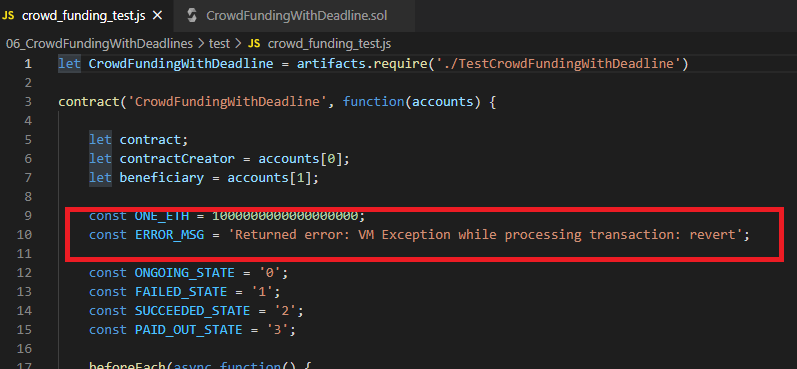 JS crowd_funding_test.js × CrowdFundingWithDeadline.sol
06_CrowdFundingWithDeadlines > test > JS crowd_funding_test.js
1 let CrowdFundingWithDeadline = artifacts.require('./TestCrowdFundingWithDeadline')
2
3 contract('CrowdFundingWithDeadline', function(accounts) {
4
5 let contract;
6 let contractCreator = accounts[0];
7 let beneficiary = accounts[1];
8
9 const ONE_ETH = 1000000000000000000;
10 const ERROR_MSG = 'Returned error: VM Exception while processing transaction: revert';
11
12 const ONGOING_STATE = '0';
13 const FAILED_STATE = '1';
14 const SUCCEEDED_STATE = '2';
15 const PAID_OUT_STATE = '3';
16
17 beforeEach(async function() {